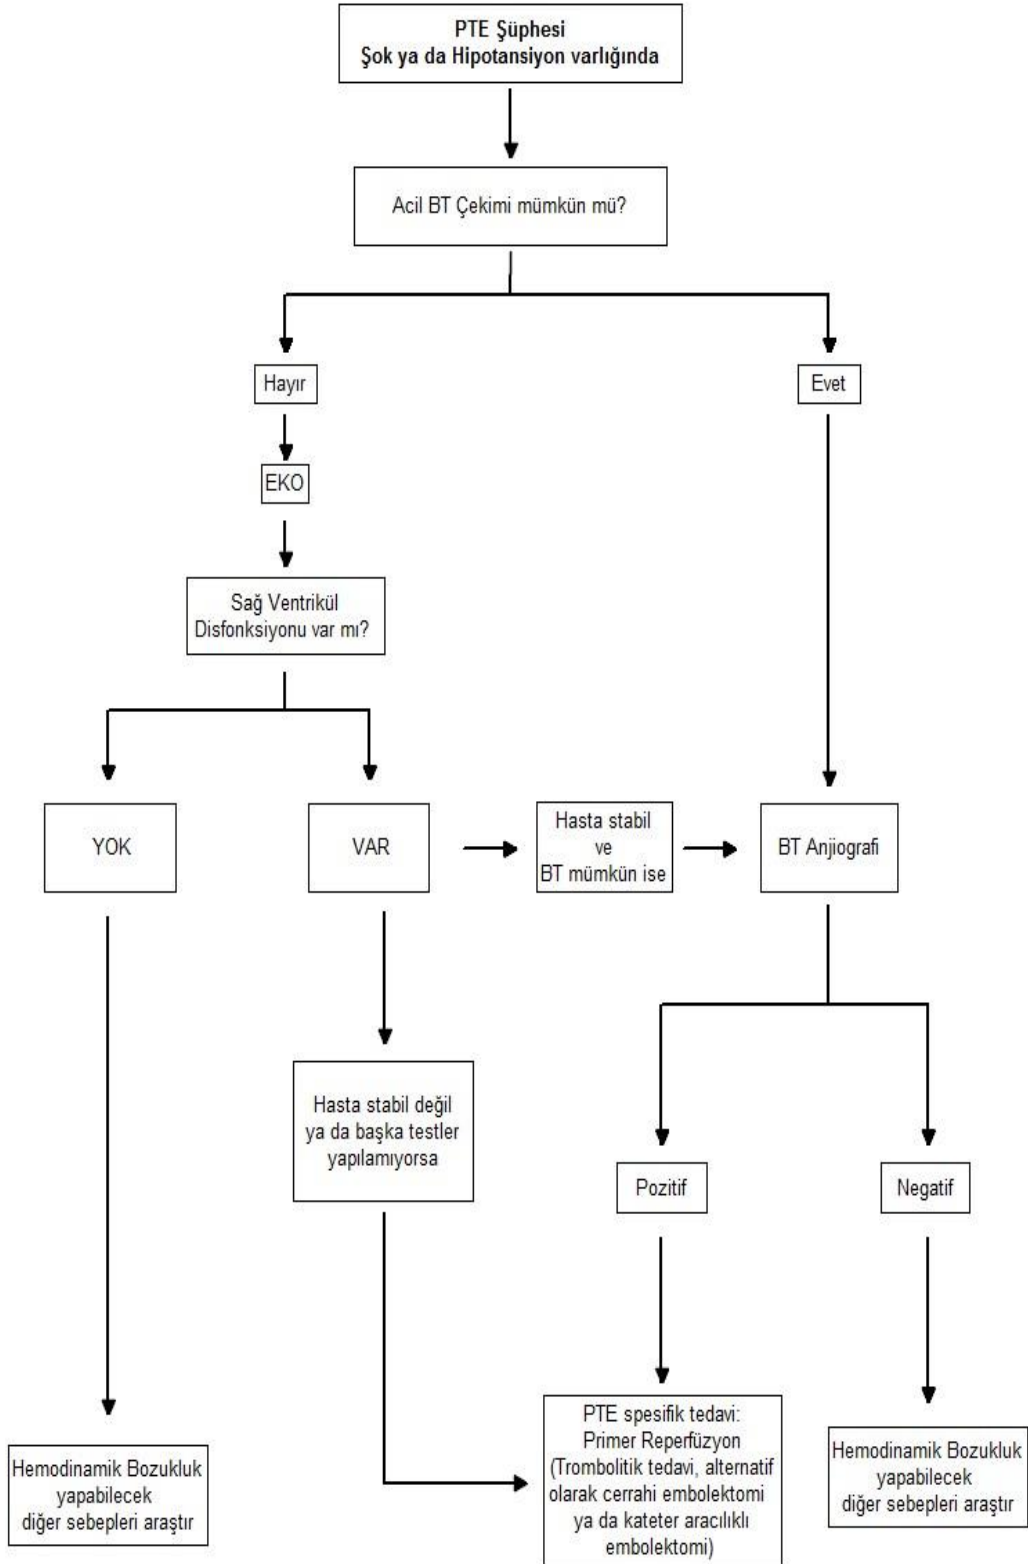 PTE Şüphesi
Şok ya da Hipotansiyon varlığında
Acil BT Çekimi mümkün mü?
Hayır
Evet
EKO
Sağ Ventrikül
Disfonksiyonu var mı?
YOK
VAR
Hasta stabil
ve
BT mümkün ise
BT Anjiografi
Hasta stabil değil
ya da başka testler
yapılamıyorsa
Pozitif
Negatif
Hemodinamik Bozukluk
yapabilecek
diğer sebepleri araştır
PTE spesifik tedavi:
Primer Reperfüzyon
(Trombolitik tedavi, alternatif
olarak cerrahi embolektomi
ya da kateter aracılıklı
embolektomi)
Hemodinamik Bozukluk
yapabilecek
diğer sebepleri araştır